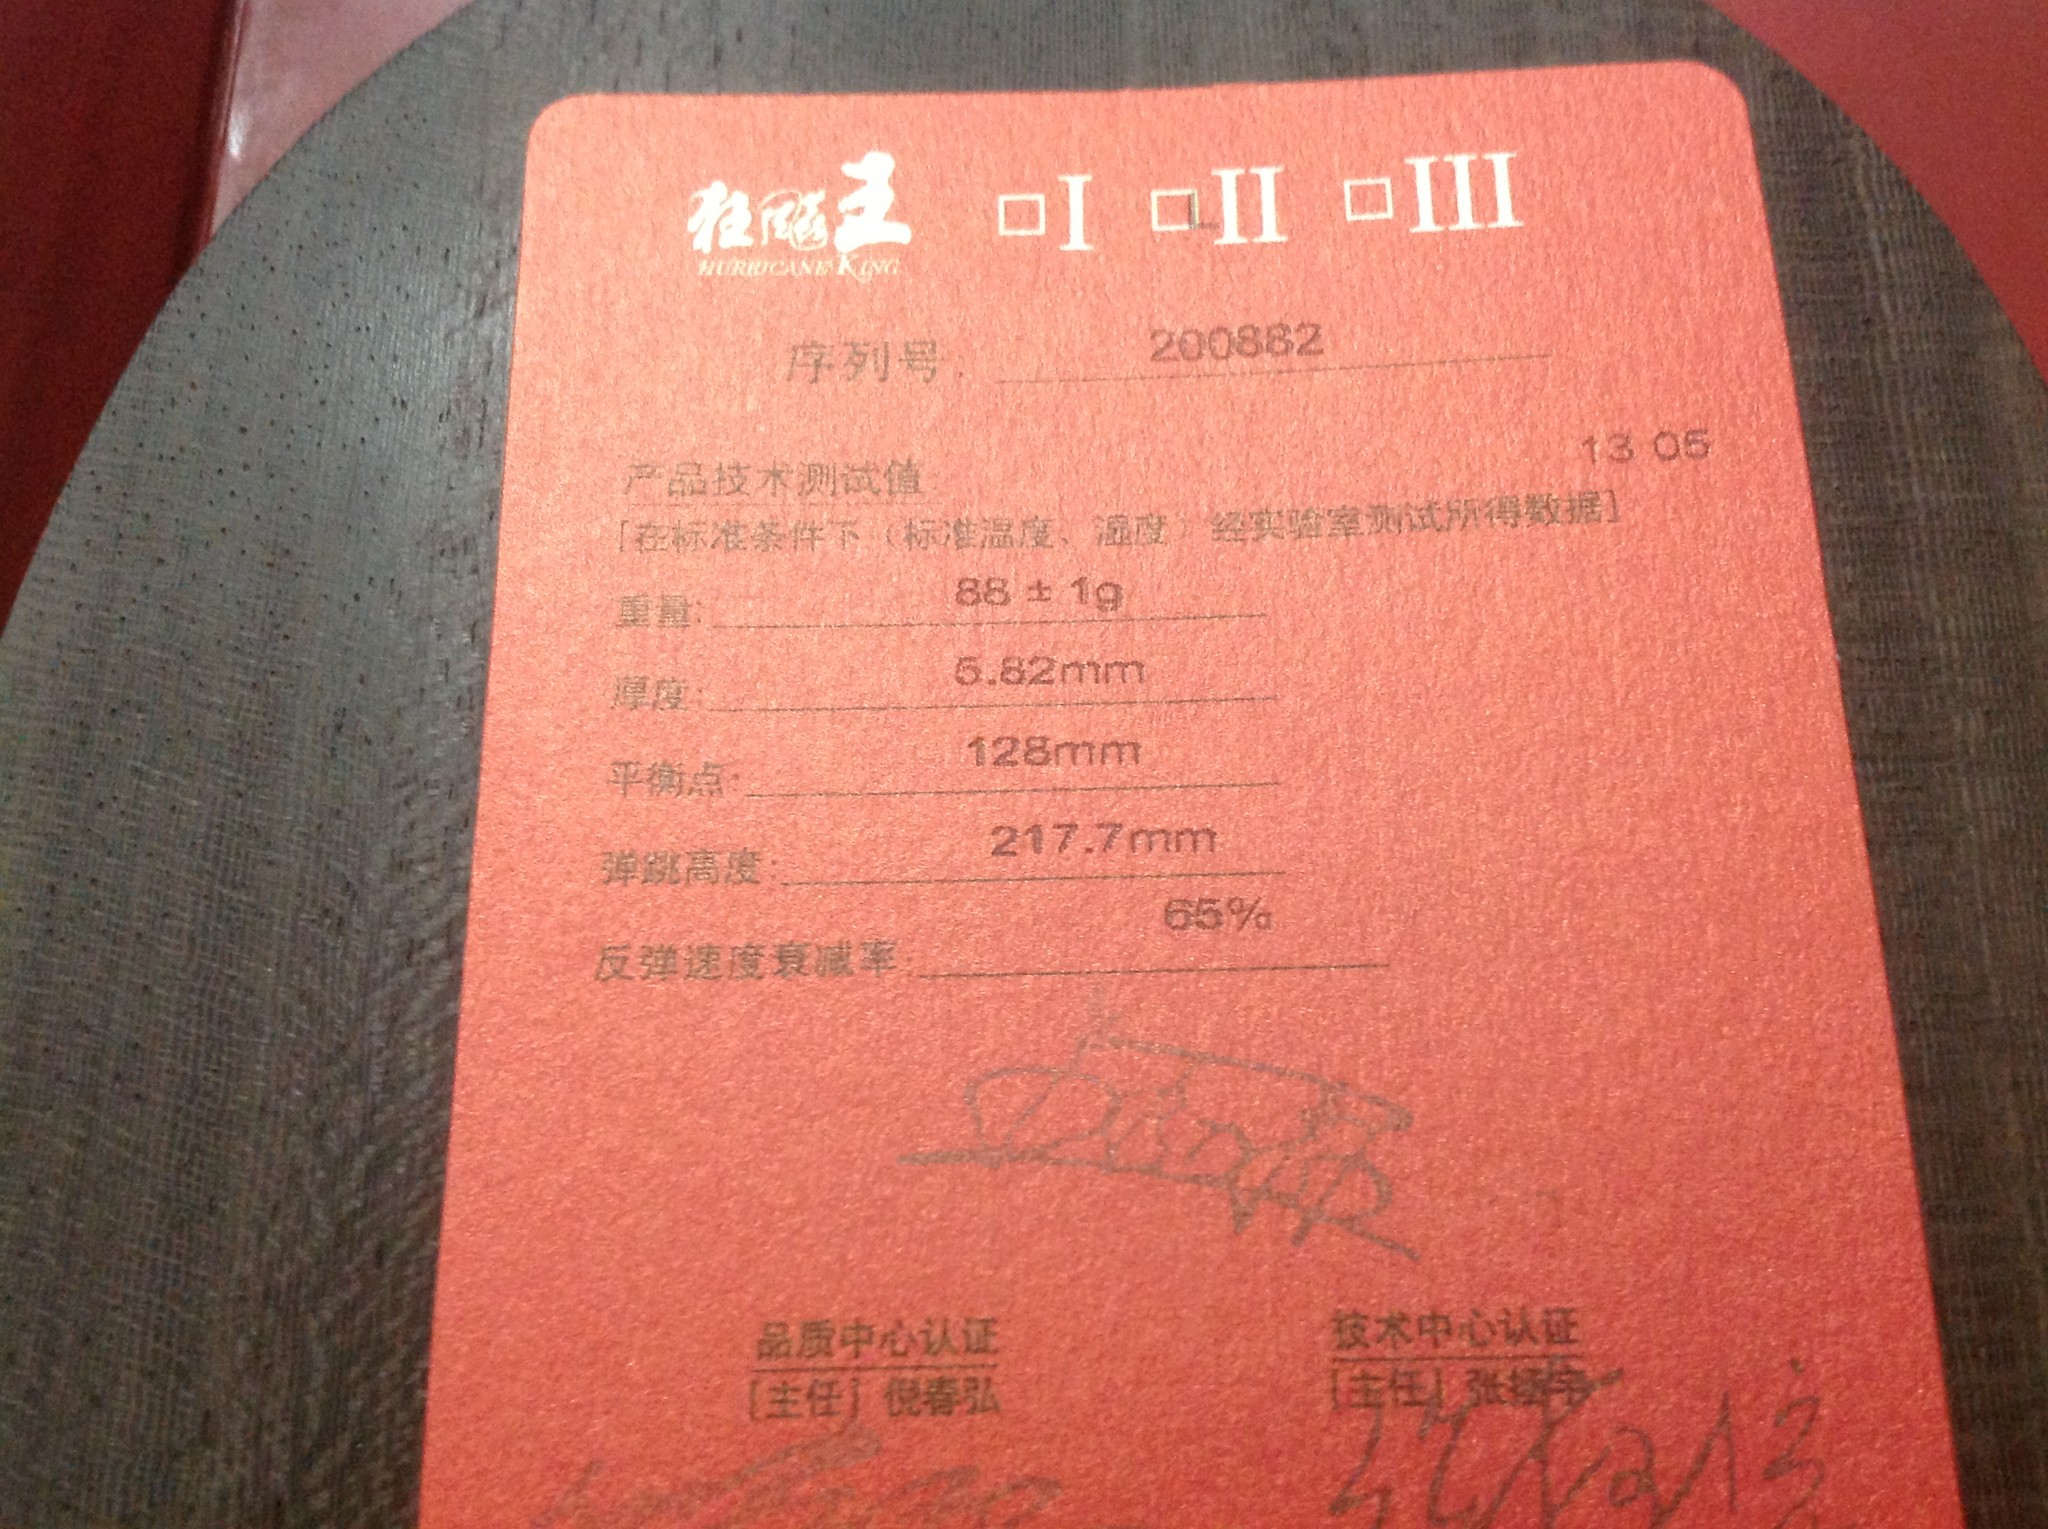 狂飚王 □I □II □III
HURRICANE KING
序列号: 200882
13 05
产品技术测试值
[在标准条件下（标准温度、湿度）经实验室测试所得数据]
重量: 88 ± 1g
厚度: 5.82mm
平衡点: 128mm
弹跳高度: 217.7mm
反弹速度衰减率: 65%
品质中心认证 技术中心认证
[主任] 倪春弘 [主任] 张